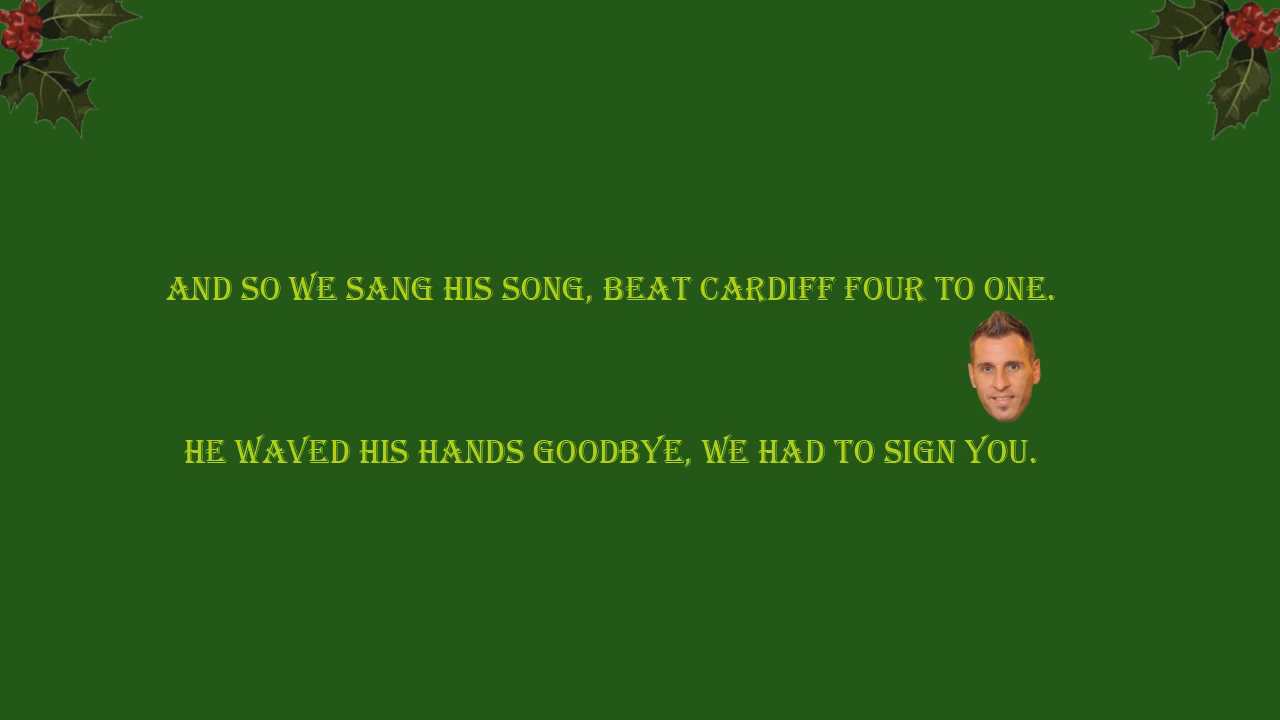 AND SO WE SANG HIS SONG, BEAT CARDIFF FOUR TO ONE.
HE WAVED HIS HANDS GOODBYE, WE HAD TO SIGN YOU.